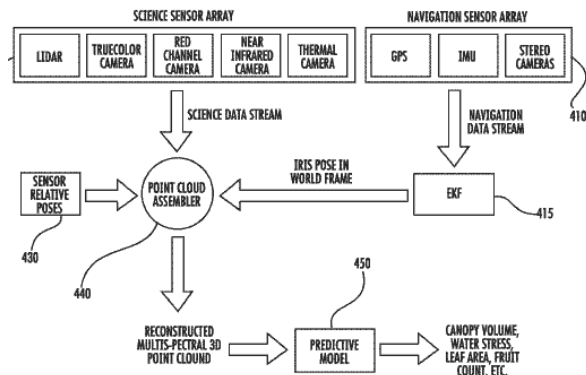 SCIENCE SENSOR ARRAY
NAVIGATION SENSOR ARRAY
LIDAR
TRUECOLOR
CAMERA
RED
CHANNEL
CAMERA
NEAR
INFRARED
CAMERA
THERMAL
CAMERA
GPS
IMU
STEREO
CAMERAS
410
SCIENCE DATA STREAM
NAVIGATION
DATA STREAM
SENSOR
RELATIVE
POSES
430
POINT CLOUD
ASSEMBLER
440
IRIS POSE IN
WORLD FRAME
EKF
415
450
RECONSTRUCTED
MULTIS-PECTRAL 3D
POINT CLOUND
PREDICTIVE
MODEL
CANOPY VOLUME,
WATER STRESS,
LEAF AREA, FRUIT
COUNT, ETC.